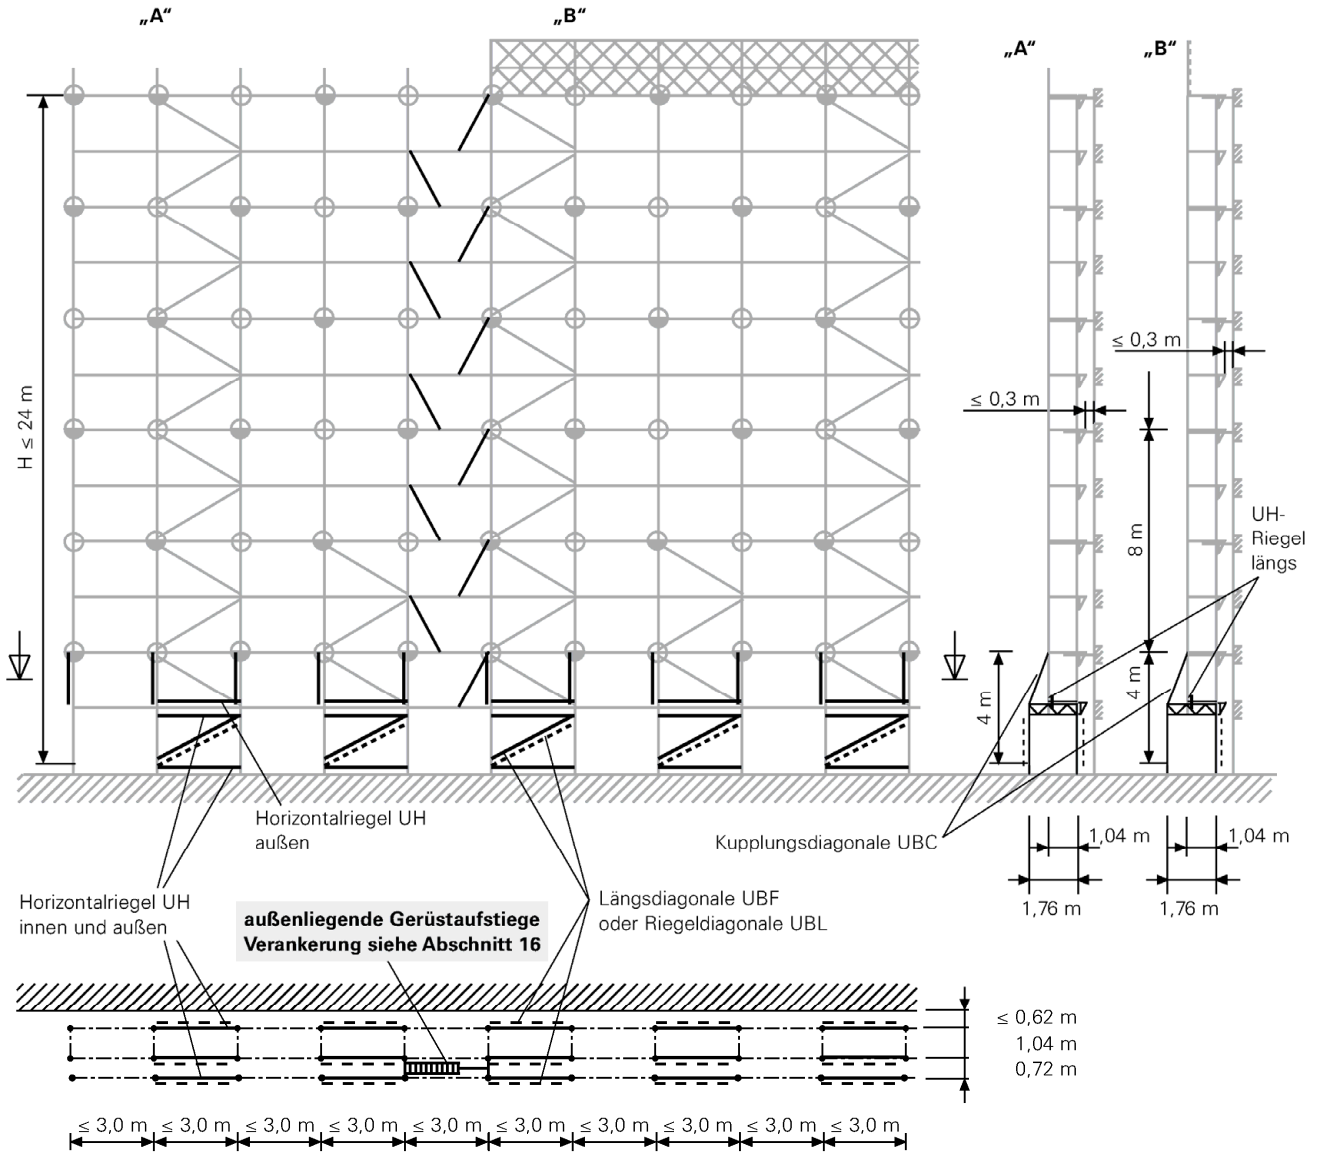 „A“
„B“
„A“
„B“
H ≤ 24 m
≤ 0,3 m
≤ 0,3 m
8 m
4 m
4 m
UH-
Riegel
längs
Horizontalriegel UH
außen
Kupplungsdiagonale UBC
1,04 m
1,04 m
1,76 m
1,76 m
Horizontalriegel UH
innen und außen
außenliegende Gerüstaufstiege
Verankerung siehe Abschnitt 16
Längsdiagonale UBF
oder Riegeldiagonale UBL
≤ 0,62 m
1,04 m
0,72 m
≤ 3,0 m ≤ 3,0 m ≤ 3,0 m ≤ 3,0 m ≤ 3,0 m ≤ 3,0 m ≤ 3,0 m ≤ 3,0 m ≤ 3,0 m ≤ 3,0 m